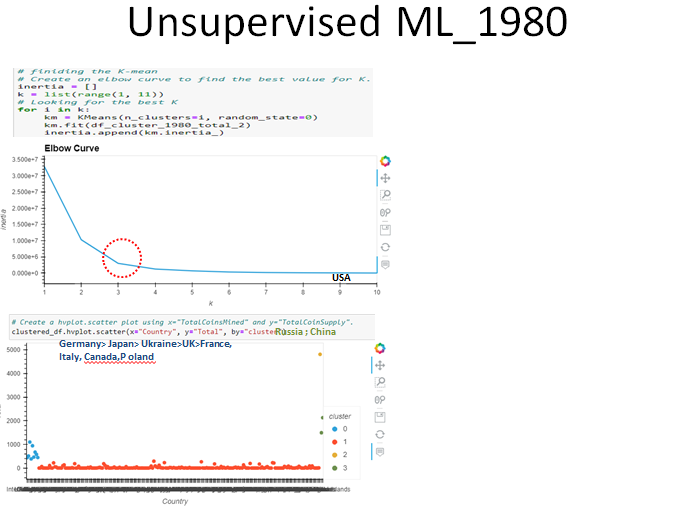 Unsupervised ML_1980
# finiding the K-mean
# Create an elbow curve to find the best value for K.
inertia = []
k = list(range(1, 11))
# Looking for the best K
for i in k:
km = KMeans(n_clusters=i, random_state=0)
km.fit(df_cluster_1980_total_2)
inertia.append(km.inertia_)
Elbow Curve
3.500e+7
3.000e+7
2.500e+7
2.000e+7
1.500e+7
1.000e+7
5.000e+6
0.000e+0
inertia
USA
1 2 3 4 5 6 7 8 9 10
k
# Create a hvplot.scatter plot using x="TotalCoinsMined" and y="TotalCoinSupply".
clustered_df.hvplot.scatter(x="Country", y="Total", by="cluster
Russia ; China
Germany> Japan> Ukraine>UK>France,
Italy, Canada,P oland
5000
4000
3000
2000
1000
0
cluster
0
1
2
3
Country